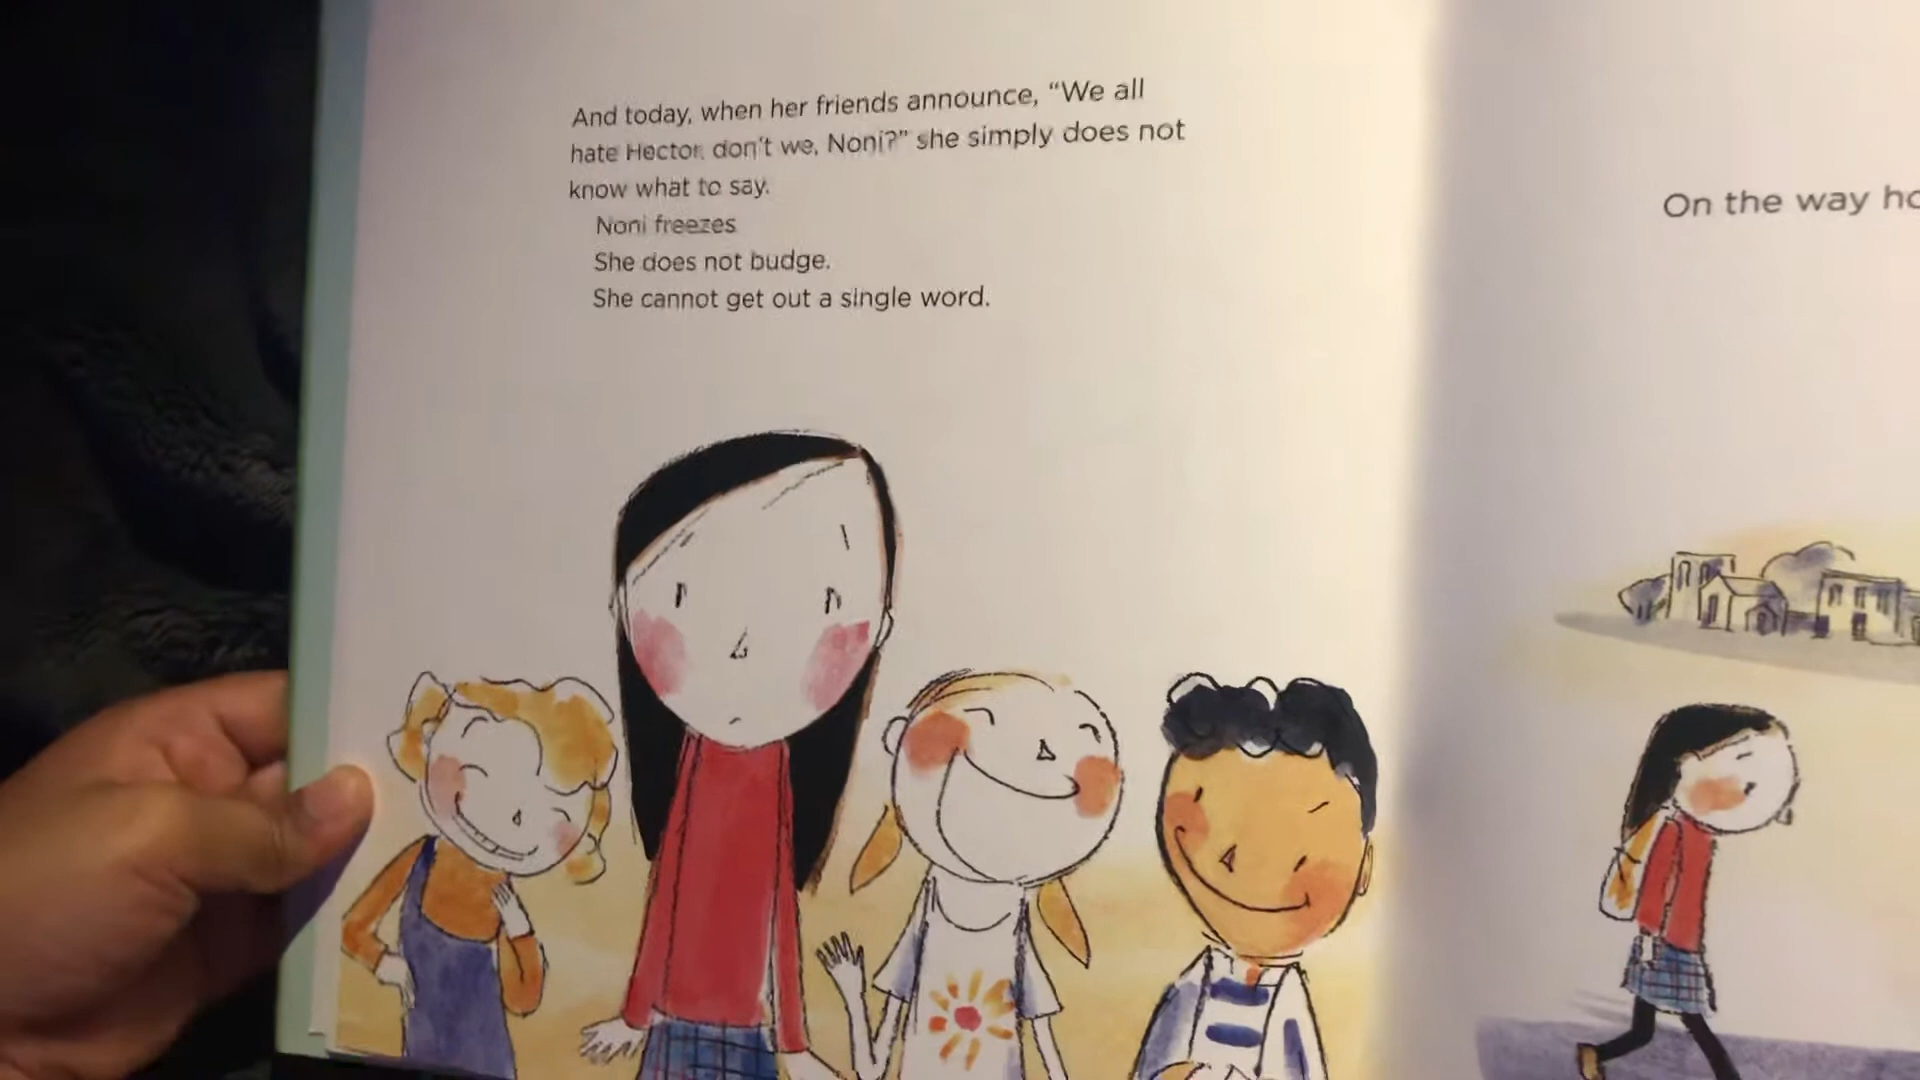 And today, when her friends announce, “We all
hate Hector, don’t we, Noni?” she simply does not
know what to say.
Noni freezes
She does not budge.
She cannot get out a single word.
On the way